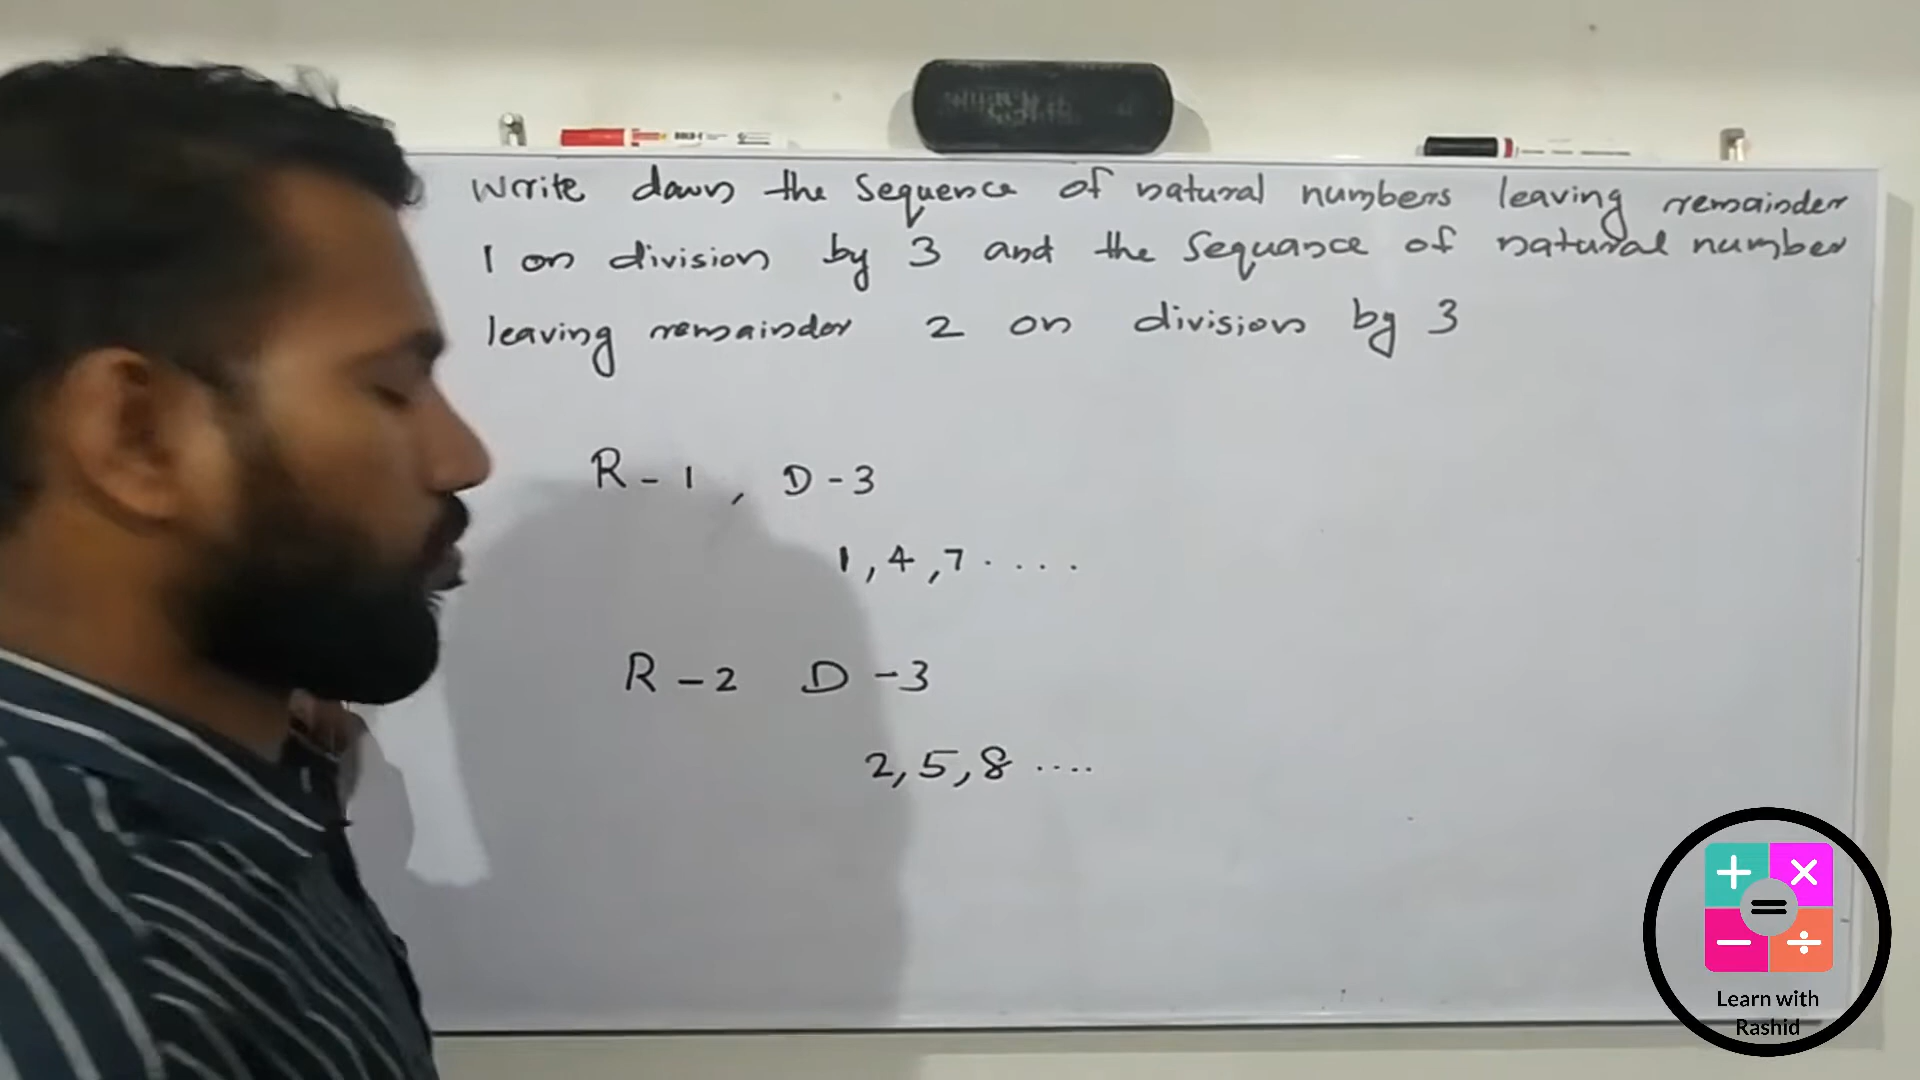 Write down the Sequence of natural numbers leaving remainder
1 on division by 3 and the Sequance of natural number
leaving remainder 2 on division by 3
R - 1 , D - 3
1, 4, 7 . . . .
R - 2 D - 3
2, 5, 8 ....
Learn with
Rashid